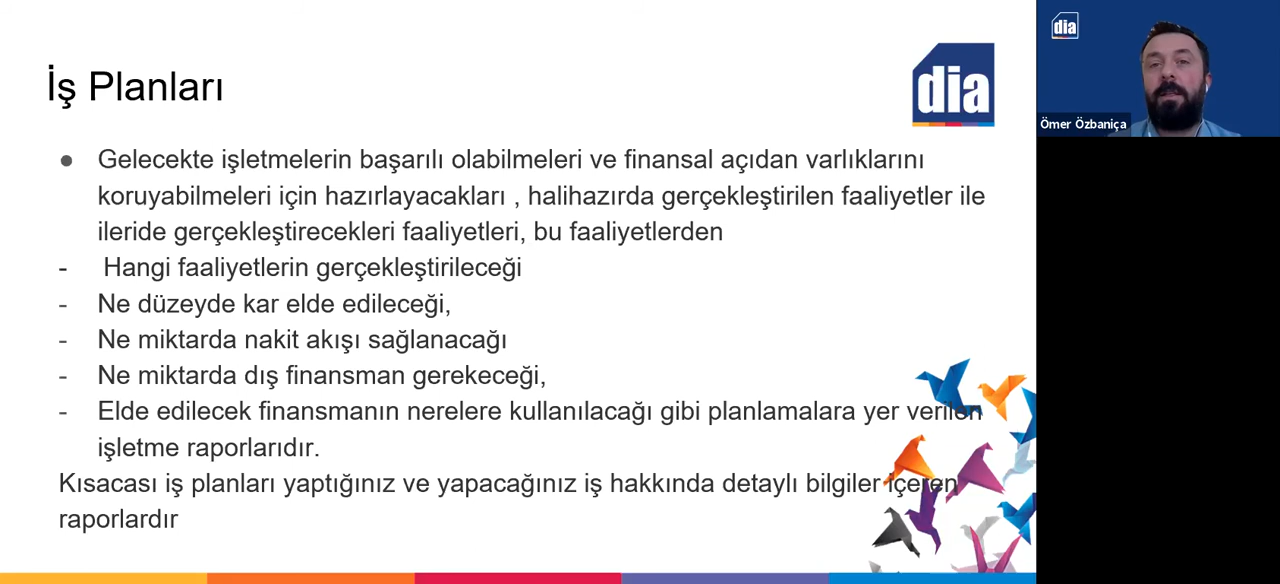 İş Planları
dia
● Gelecekte işletmelerin başarılı olabilmeleri ve finansal açıdan varlıklarını
koruyabilmeleri için hazırlayacakları , halihazırda gerçekleştirilen faaliyetler ile
ileride gerçekleştirecekleri faaliyetleri, bu faaliyetlerden
- Hangi faaliyetlerin gerçekleştirileceği
- Ne düzeyde kar elde edileceği,
- Ne miktarda nakit akışı sağlanacağı
- Ne miktarda dış finansman gerekeceği,
- Elde edilecek finansmanın nerelere kullanılacağı gibi planlamalara yer verilen
işletme raporlarıdır.
Kısacası iş planları yaptığınız ve yapacağınız iş hakkında detaylı bilgiler içeren
raporlardır
dia
Ömer Özbaniça